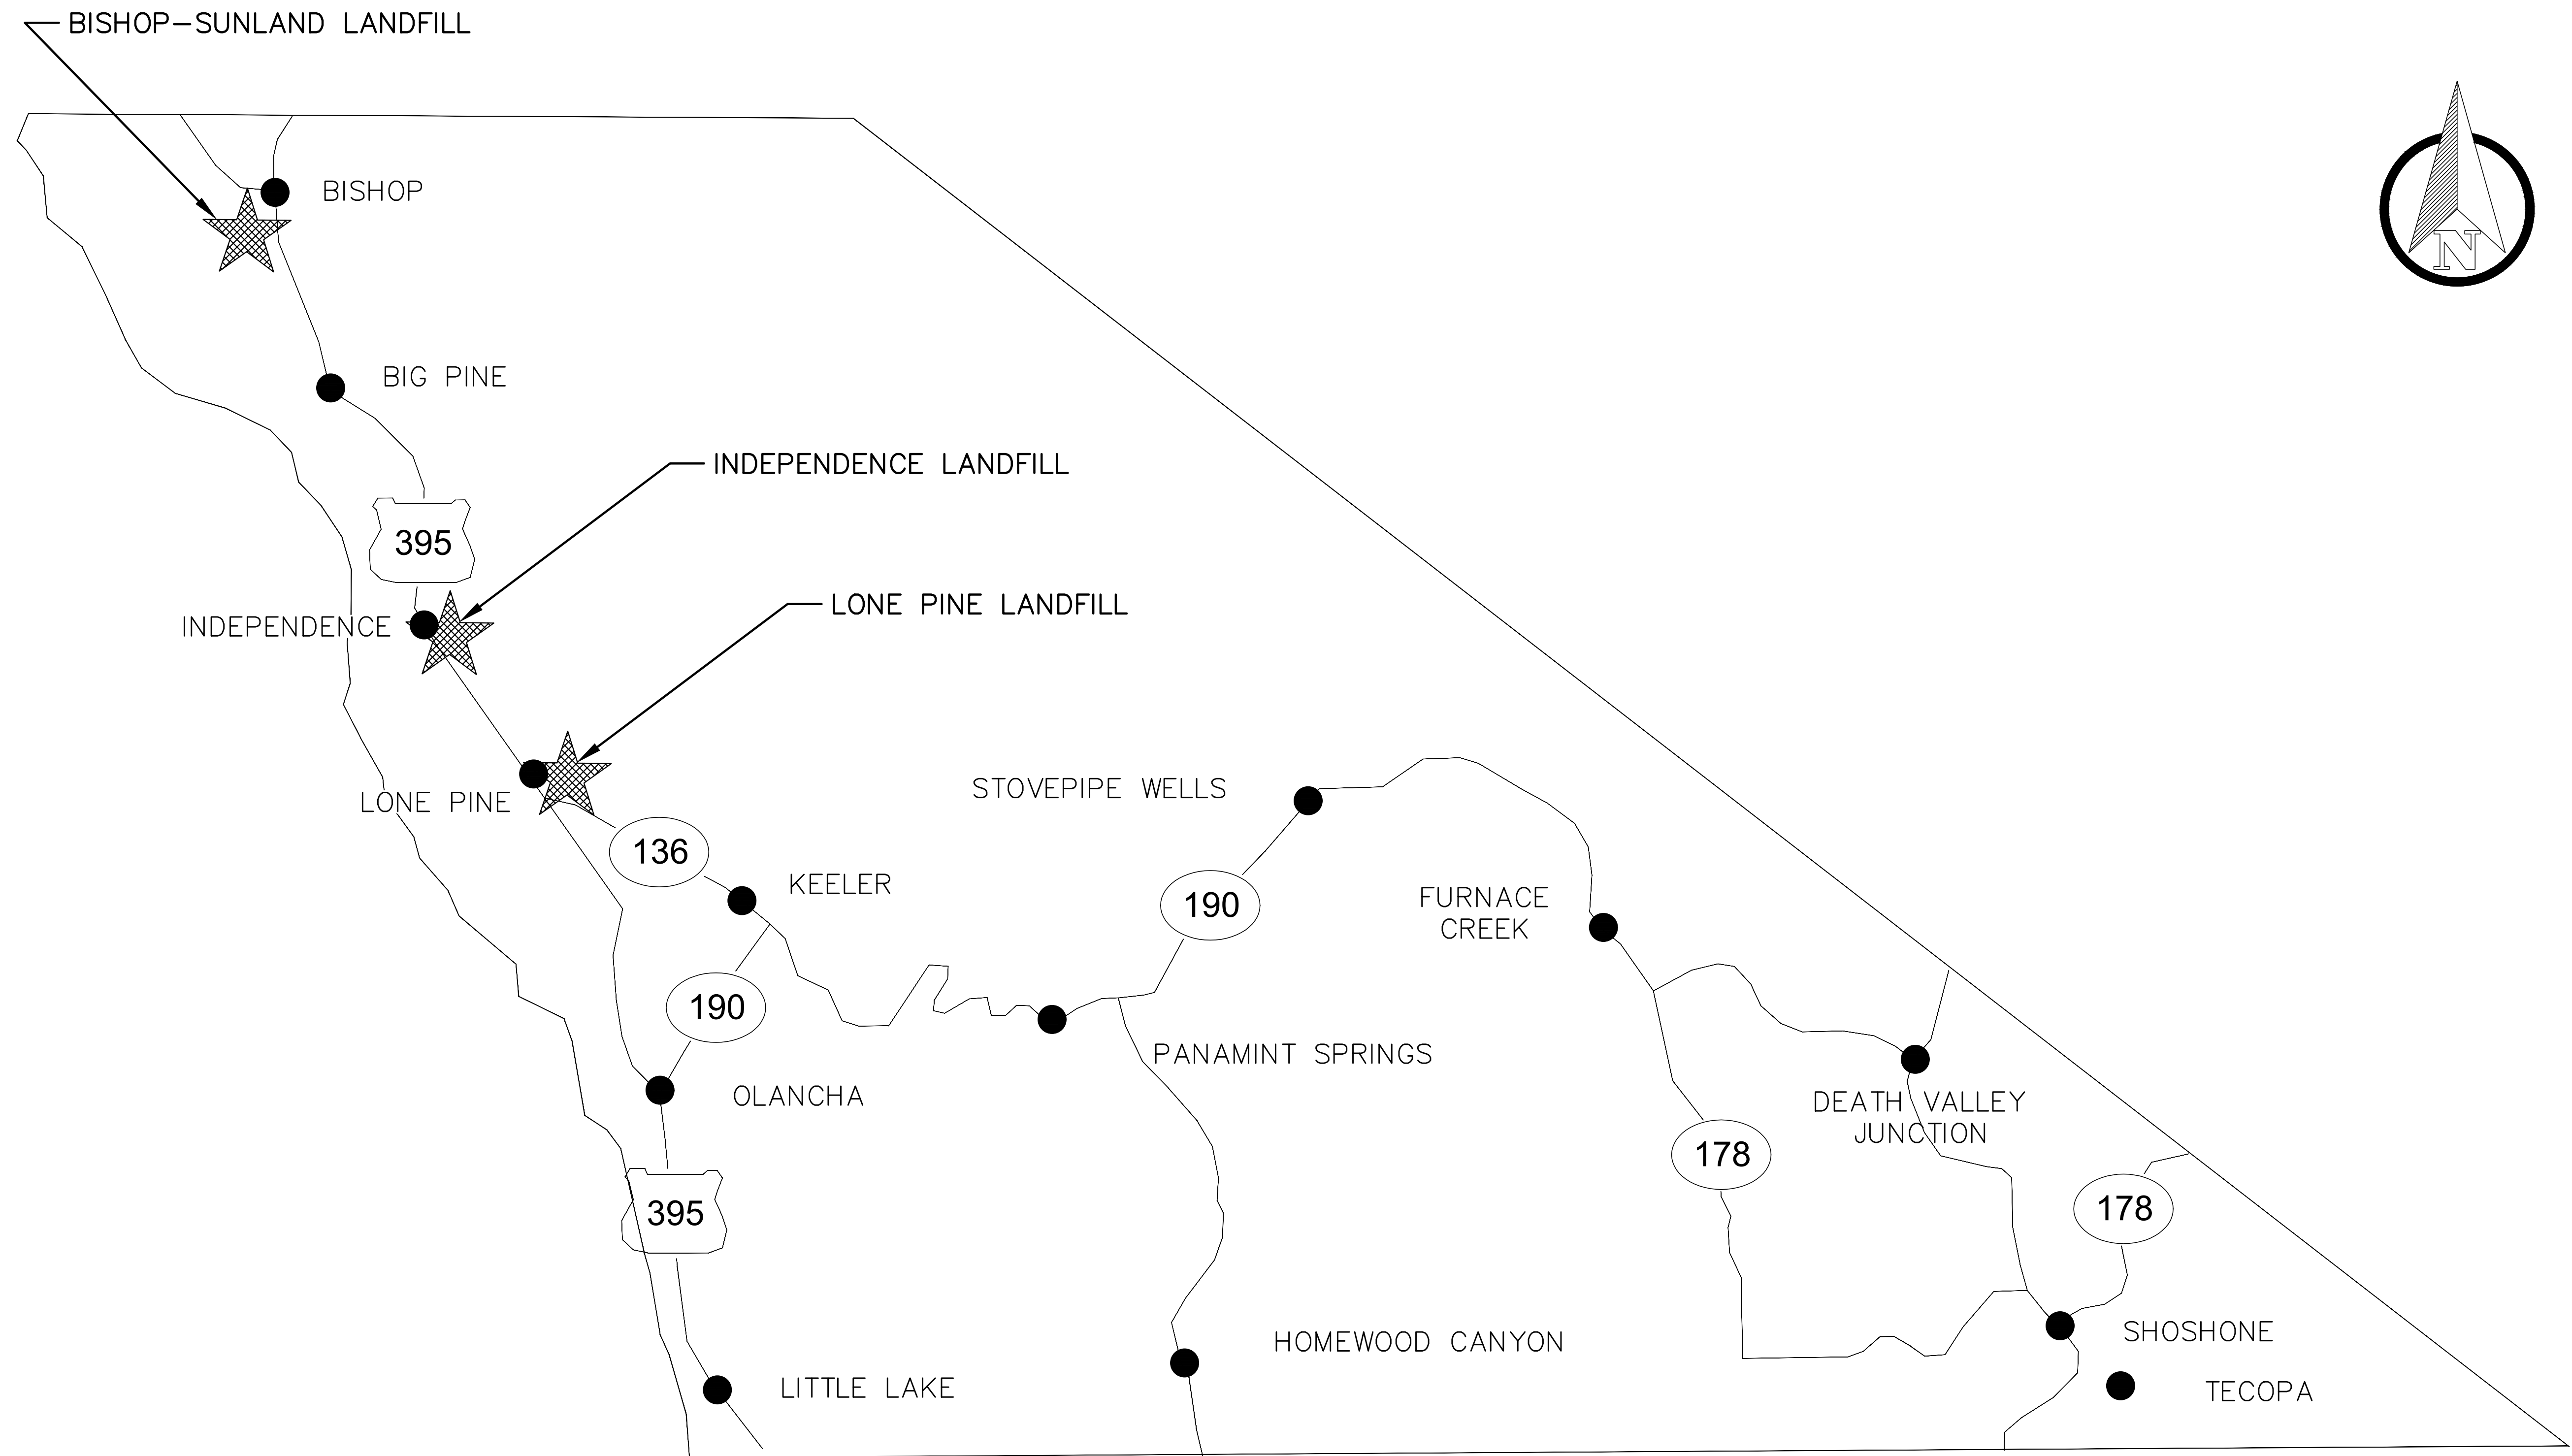 BISHOP-SUNLAND LANDFILL
BISHOP
N
BIG PINE
INDEPENDENCE LANDFILL
395
LONE PINE LANDFILL
INDEPENDENCE
STOVEPIPE WELLS
LONE PINE
136
KEELER
190
FURNACE
CREEK
190
PANAMINT SPRINGS
OLANCHA
DEATH VALLEY
JUNCTION
178
178
395
SHOSHONE
HOMEWOOD CANYON
LITTLE LAKE
TECOPA